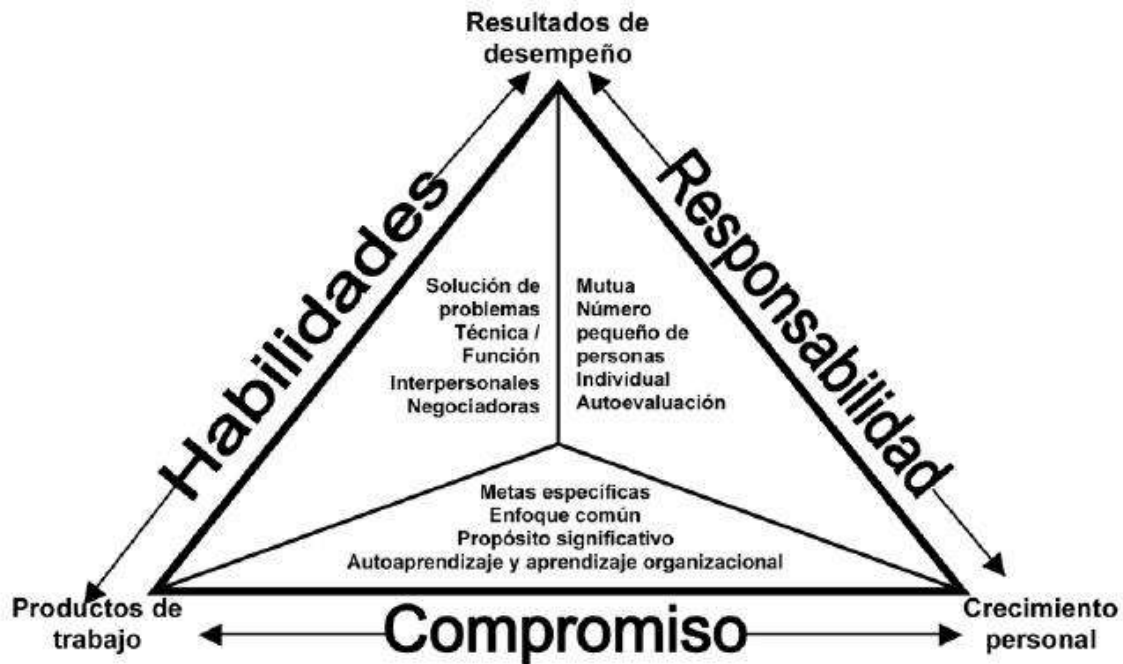 Resultados de
desempeño
Habilidades
Responsabilidad
Solución de
problemas
Técnica /
Función
Interpersonales
Negociadoras
Mutua
Número
pequeño de
personas
Individual
Autoevaluación
Metas específicas
Enfoque común
Propósito significativo
Autoaprendizaje y aprendizaje organizacional
Productos de
trabajo
Compromiso
Crecimiento
personal